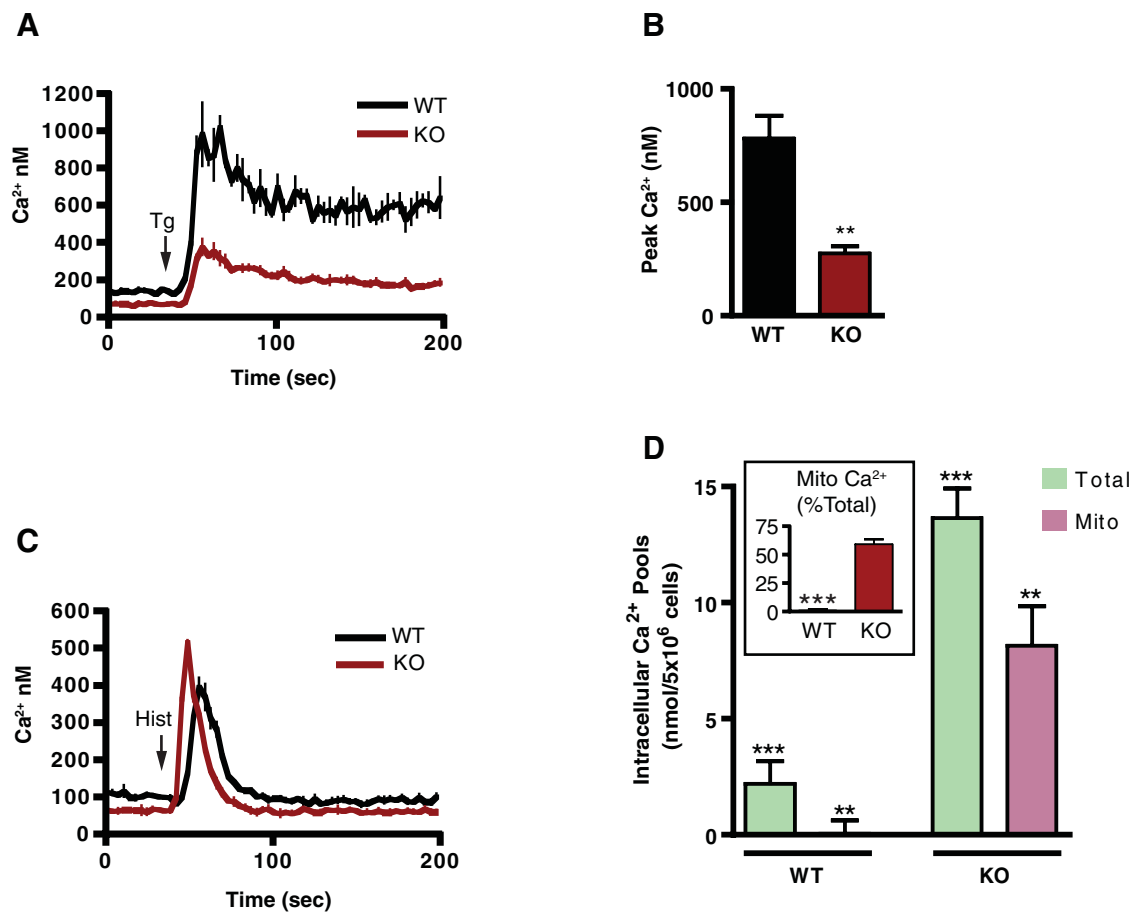 A
1200
1000
800
600
400
200
0
Ca²⁺ nM
Tg
WT
KO
0
100
200
Time (sec)
B
1000
500
0
Peak Ca²⁺ (nM)
**
WT
KO
C
600
500
400
300
200
100
0
Ca²⁺ nM
Hist
WT
KO
0
100
200
Time (sec)
D
15
10
5
0
Intracellular Ca²⁺ Pools
(nmol/5x10⁶ cells)
Mito Ca²⁺
(%Total)
75
50
25
0
***
WT
KO
***
**
***
**
Total
Mito
WT
KO